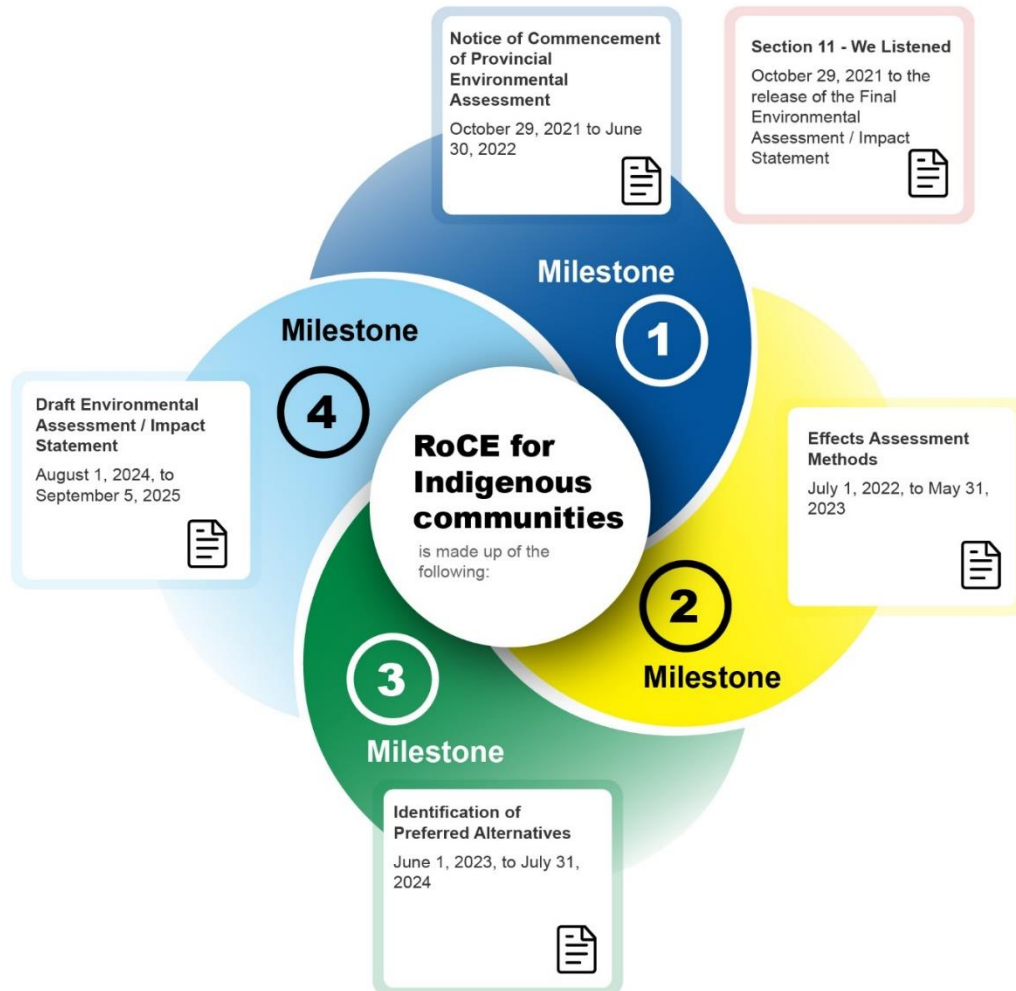 Notice of Commencement
of Provincial
Environmental
Assessment
October 29, 2021 to June
30, 2022
Section 11 - We Listened
October 29, 2021 to the
release of the Final
Environmental
Assessment / Impact
Statement
Milestone
1
Milestone
4
Draft Environmental
Assessment / Impact
Statement
August 1, 2024, to
September 5, 2025
RoCE for
Indigenous
communities
is made up of the
following:
Effects Assessment
Methods
July 1, 2022, to May 31,
2023
2
Milestone
3
Milestone
Identification of
Preferred Alternatives
June 1, 2023, to July 31,
2024